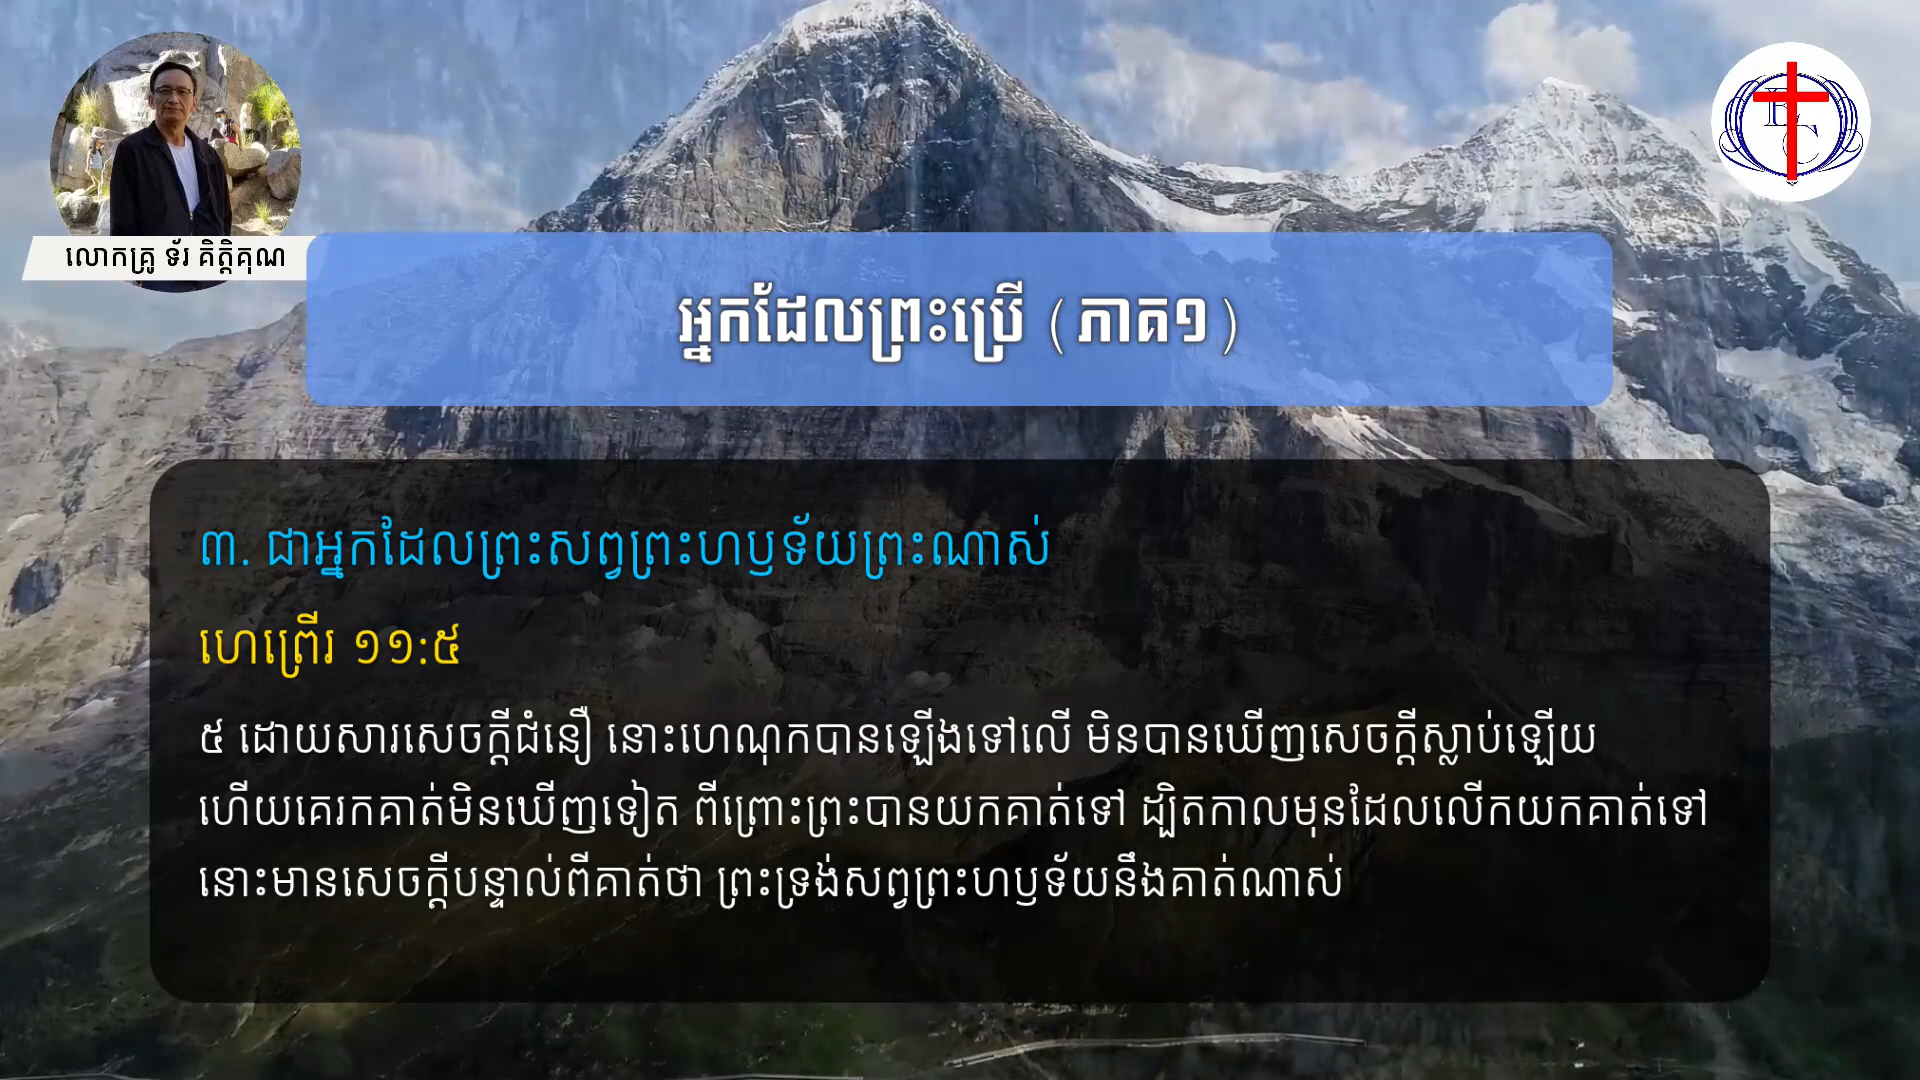 លោកគ្រូ ទ័រ គិត្តិគុណ
អ្នកដែលព្រះប្រើ (ភាគ១)
៣. ជាអ្នកដែលព្រះសព្វព្រះហឫទ័យព្រះណាស់
ហេព្រើរ ១១:៥
៥ ដោយសារសេចក្ដីជំនឿ នោះហេណុកបានឡើងទៅលើ មិនបានឃើញសេចក្ដីស្លាប់ឡើយ
ហើយគេរកគាត់មិនឃើញទៀត ពីព្រោះព្រះបានយកគាត់ទៅ ដ្បិតកាលមុនដែលលើកយកគាត់ទៅ
នោះមានសេចក្ដីបន្ទាល់ពីគាត់ថា ព្រះទ្រង់សព្វព្រះហឫទ័យនឹងគាត់ណាស់